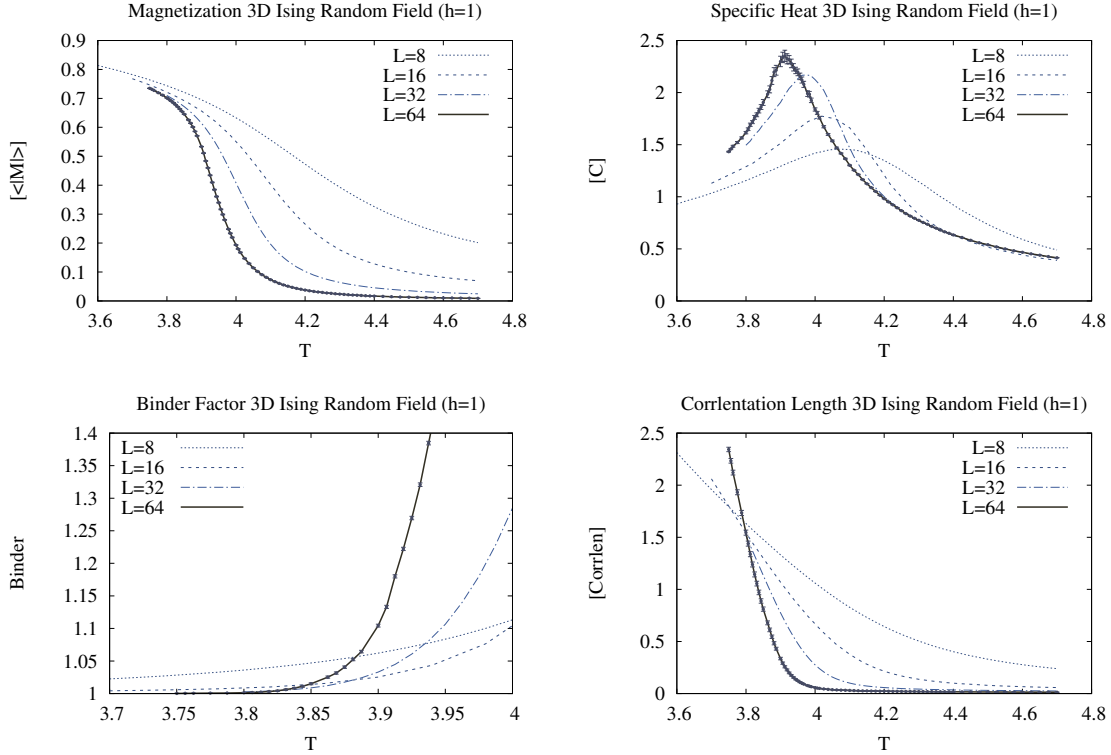 Magnetization 3D Ising Random Field (h=1)
[<|M|>]
0.9
0.8
0.7
0.6
0.5
0.4
0.3
0.2
0.1
0
L=8
L=16
L=32
L=64
3.6 3.8 4 4.2 4.4 4.6 4.8
T
Specific Heat 3D Ising Random Field (h=1)
[C]
2.5
2
1.5
1
0.5
0
L=8
L=16
L=32
L=64
3.6 3.8 4 4.2 4.4 4.6 4.8
T
Binder Factor 3D Ising Random Field (h=1)
Binder
1.4
1.35
1.3
1.25
1.2
1.15
1.1
1.05
1
L=8
L=16
L=32
L=64
3.7 3.75 3.8 3.85 3.9 3.95 4
T
Corrlentation Length 3D Ising Random Field (h=1)
[Corrlen]
2.5
2
1.5
1
0.5
0
L=8
L=16
L=32
L=64
3.6 3.8 4 4.2 4.4 4.6 4.8
T